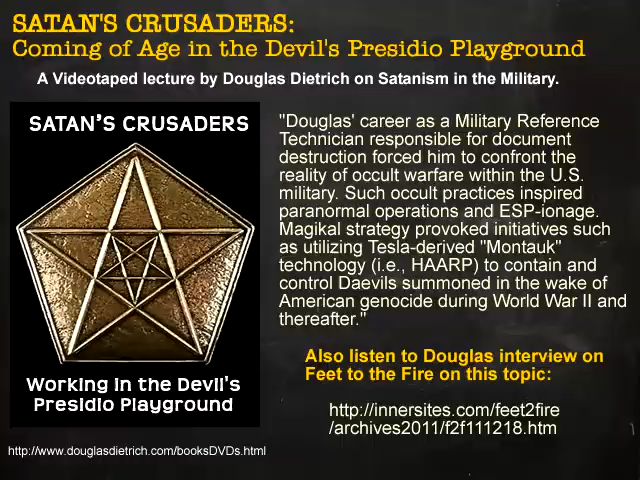 SATAN'S CRUSADERS:
Coming of Age in the Devil's Presidio Playground
A Videotaped lecture by Douglas Dietrich on Satanism in the Military.
SATAN'S CRUSADERS
Working in the Devil's
Presidio Playground
"Douglas' career as a Military Reference
Technician responsible for document
destruction forced him to confront the
reality of occult warfare within the U.S.
military. Such occult practices inspired
paranormal operations and ESP-ionage.
Magikal strategy provoked initiatives such
as utilizing Tesla-derived "Montauk"
technology (i.e., HAARP) to contain and
control Daevils summoned in the wake of
American genocide during World War II and
thereafter."
Also listen to Douglas interview on
Feet to the Fire on this topic:
http://innersites.com/feet2fire
/archives2011/f2f111218.htm
http://www.douglasdietrich.com/booksDVDs.html